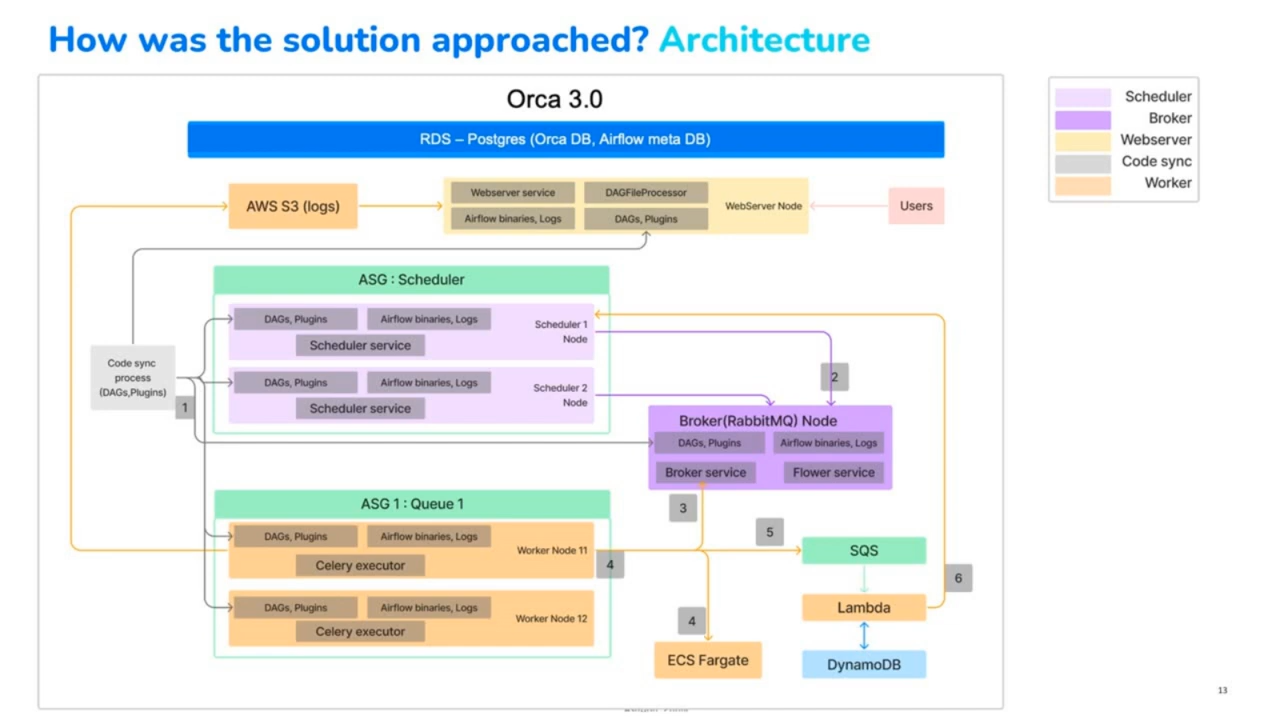 How was the solution approached? Architecture
Orca 3.0
RDS – Postgres (Orca DB, Airflow meta DB)
Scheduler
Broker
Webserver
Code sync
Worker
AWS S3 (logs)
Webserver service
DAGFileProcessor
Airflow binaries, Logs
DAGs, Plugins
WebServer Node
Users
ASG : Scheduler
DAGs, Plugins
Airflow binaries, Logs
Scheduler service
Scheduler 1
Node
DAGs, Plugins
Airflow binaries, Logs
Scheduler service
Scheduler 2
Node
Code sync
process
(DAGs,Plugins)
1
2
Broker(RabbitMQ) Node
DAGs, Plugins
Airflow binaries, Logs
Broker service
Flower service
3
ASG 1 : Queue 1
DAGs, Plugins
Airflow binaries, Logs
Celery executor
Worker Node 11
DAGs, Plugins
Airflow binaries, Logs
Celery executor
Worker Node 12
4
5
SQS
6
Lambda
4
ECS Fargate
DynamoDB
13